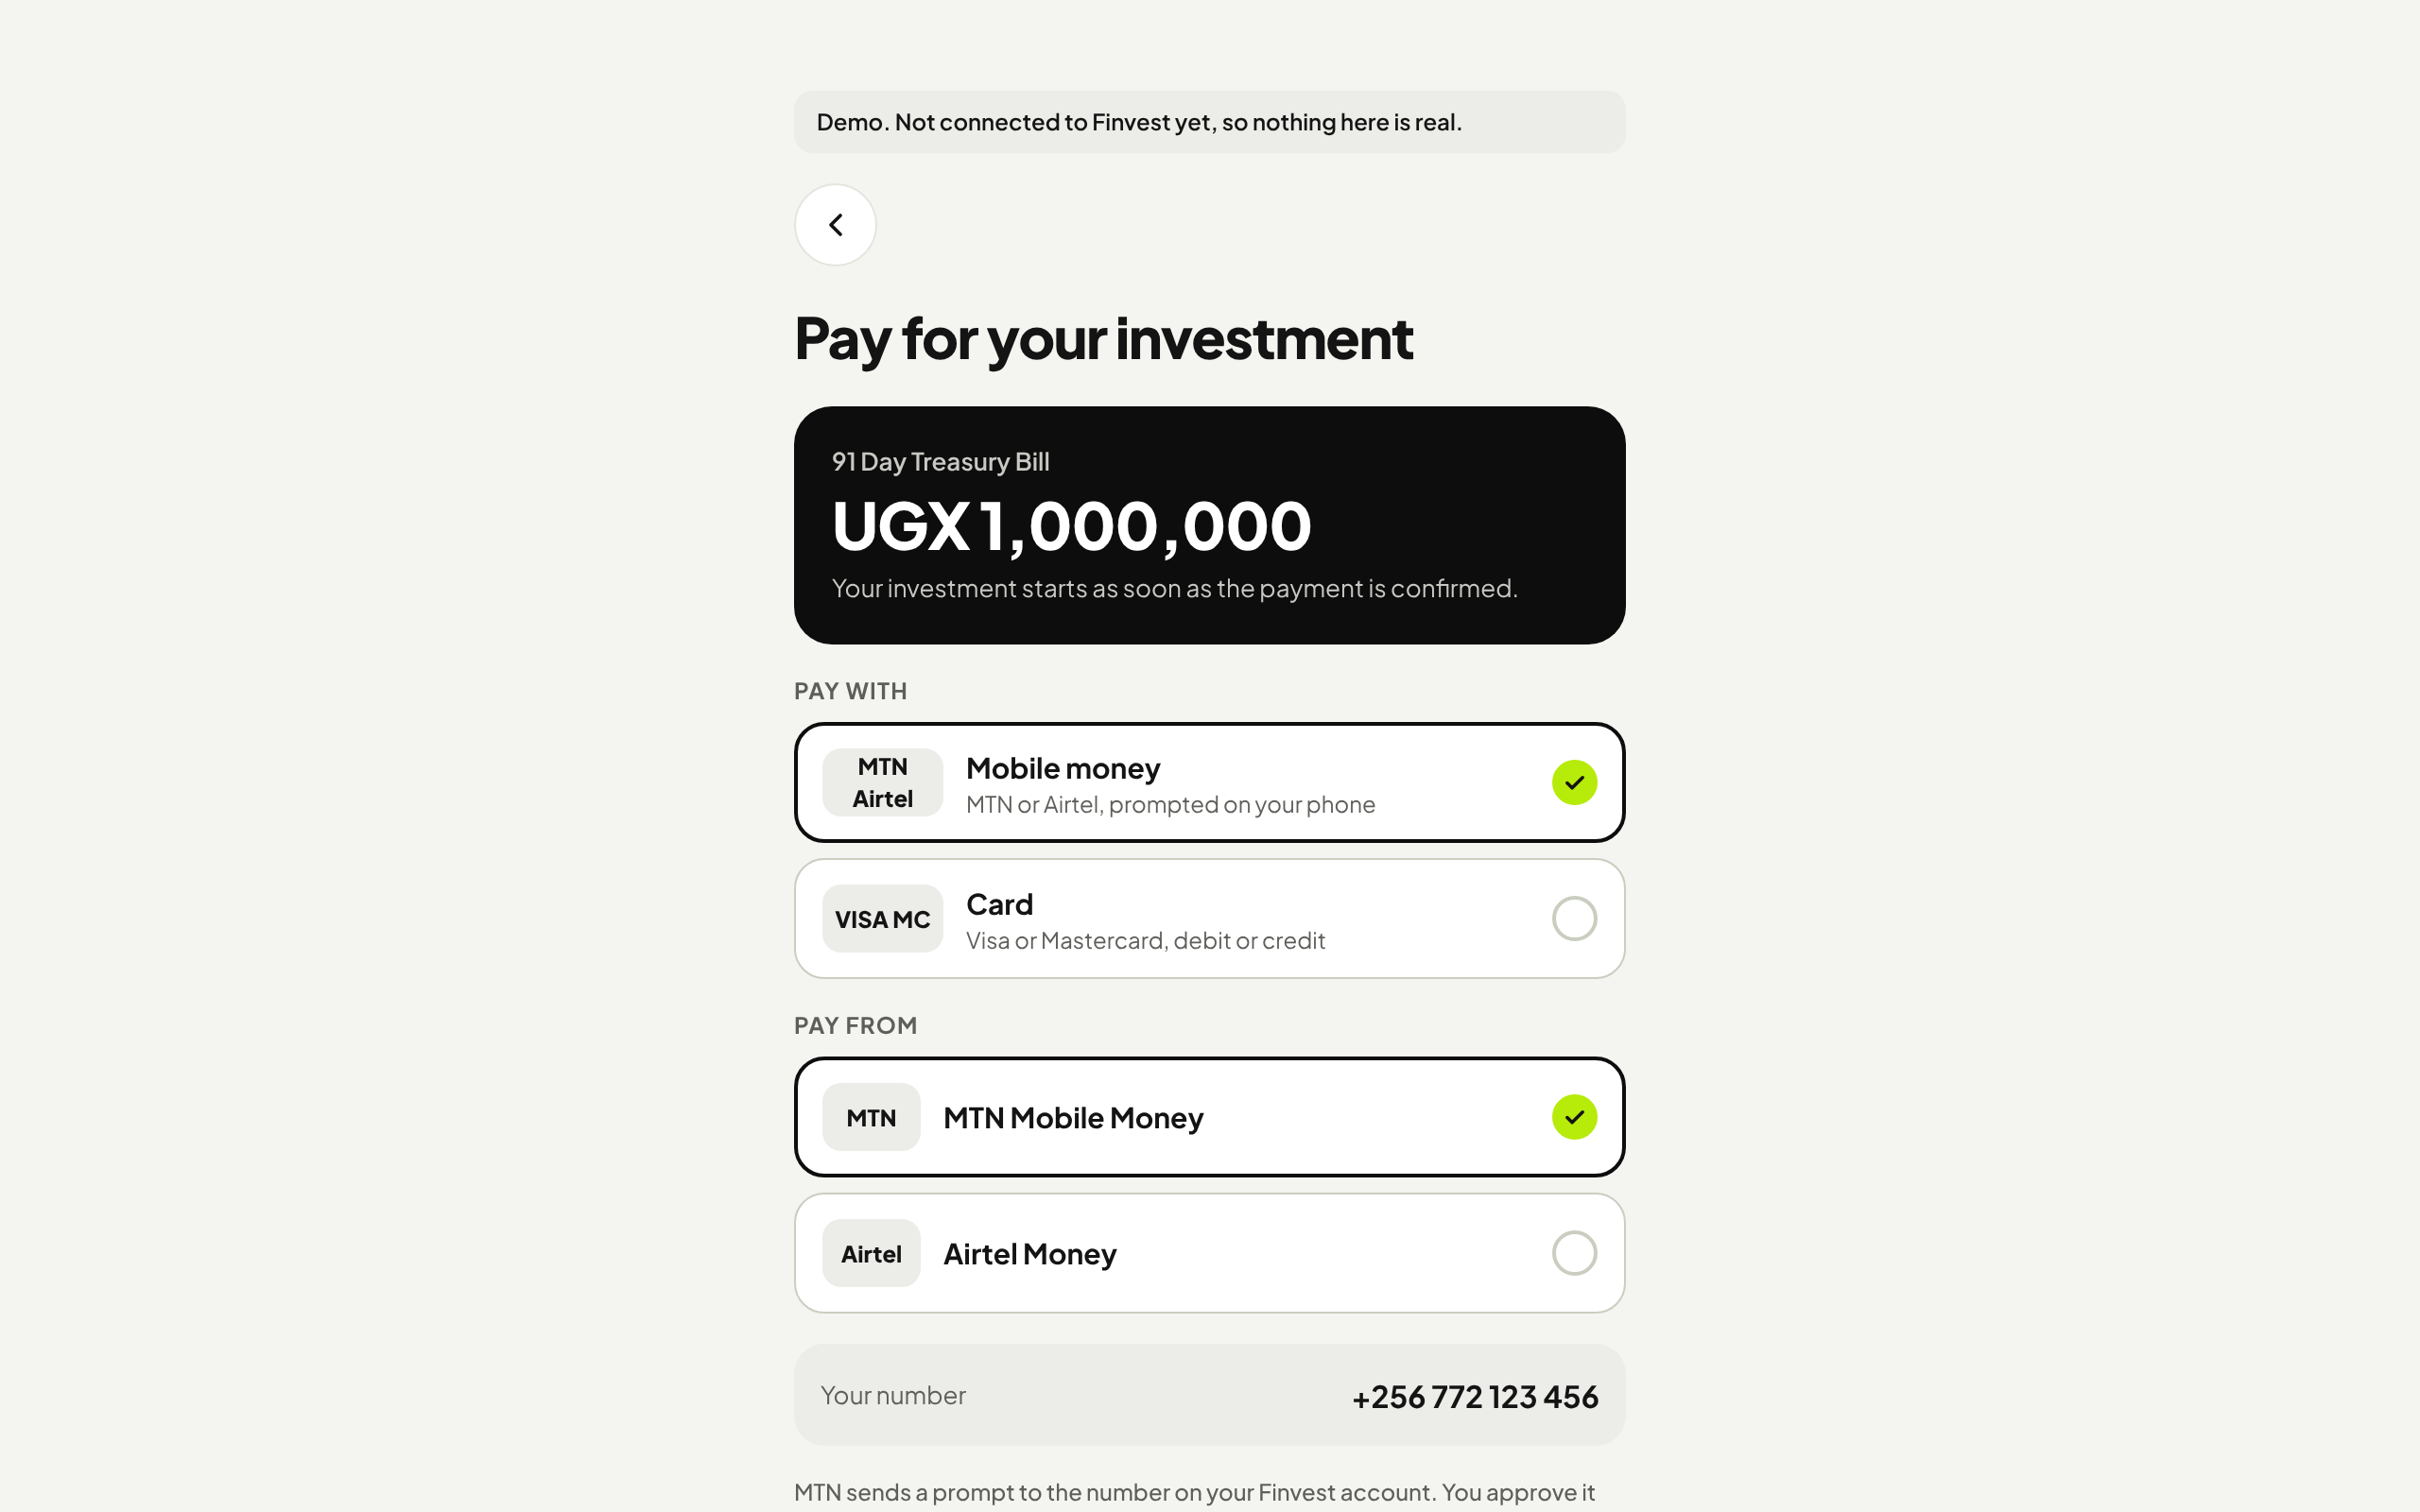 Demo. Not connected to Finvest yet, so nothing here is real.
Pay for your investment
91 Day Treasury Bill
UGX 1,000,000
Your investment starts as soon as the payment is confirmed.
PAY WITH
MTN
Airtel
Mobile money
MTN or Airtel, prompted on your phone
VISA MC
Card
Visa or Mastercard, debit or credit
PAY FROM
MTN
MTN Mobile Money
Airtel
Airtel Money
Your number
+256 772 123 456
MTN sends a prompt to the number on your Finvest account. You approve it